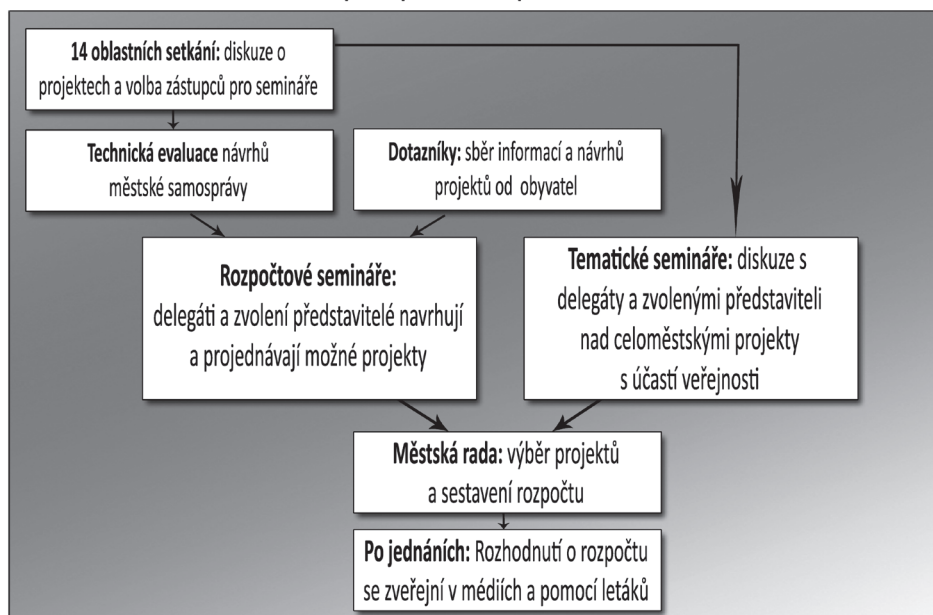 14 oblastních setkání: diskuze o
projektech a volba zástupců pro semináře
Technická evaluace návrhů
městské samosprávy
Dotazníky: sběr informací a návrhů
projektů od obyvatel
Rozpočtové semináře:
delegáti a zvolení představitelé navrhují
a projednávají možné projekty
Tematické semináře: diskuze s
delegáty a zvolenými představiteli
nad celoměstskými projekty
s účastí veřejnosti
Městská rada: výběr projektů
a sestavení rozpočtu
Po jednáních: Rozhodnutí o rozpočtu
se zveřejní v médiích a pomocí letáků